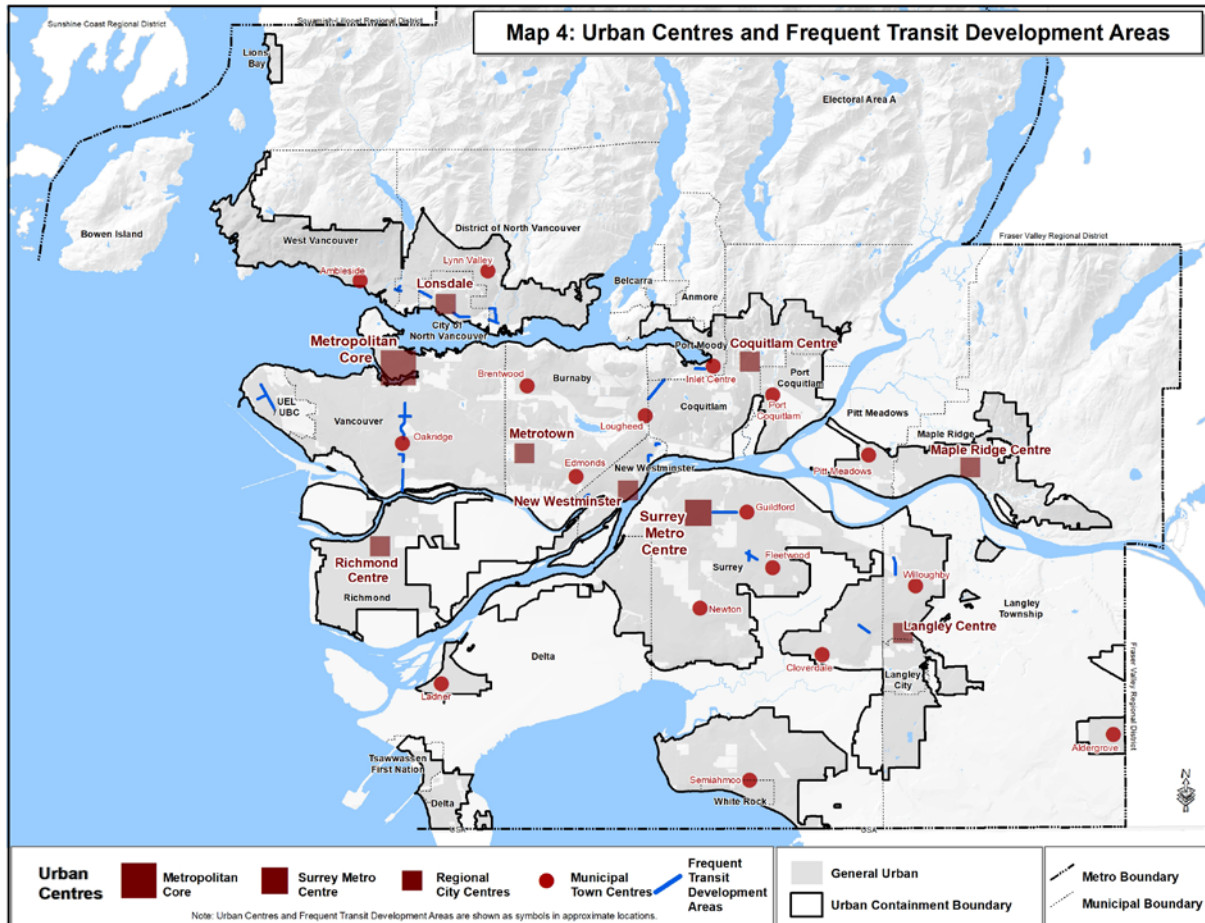 Sunshine Coast Regional District
Squamish-Lillooet Regional District
Map 4: Urban Centres and Frequent Transit Development Areas
Lions
Bay
Electoral Area A
Bowen Island
Fraser Valley Regional District
West Vancouver
District of North Vancouver
Lynn Valley
Ambleside
Lonsdale
Belcarra
Anmore
City of
North Vancouver
Metropolitan
Core
Port Moody
Coquitlam Centre
Inlet Centre
Port
Coquitlam
Brentwood
Burnaby
UEL
UBC
Vancouver
Coquitlam
Port
Coquitlam
Pitt Meadows
Lougheed
Oakridge
Metrotown
Maple Ridge
Maple Ridge Centre
Pitt Meadows
Edmonds
New Westminster
New Westminster
Surrey
Metro
Centre
Guildford
Richmond
Centre
Richmond
Fleetwood
Surrey
Willoughby
Newton
Langley
Township
Langley Centre
Cloverdale
Langley
City
Delta
Ladner
Fraser Valley Regional District
Aldergrove
Tsawwassen
First Nation
Delta
Semiahmoo
White Rock
USA
USA
N
Urban
Centres
Metropolitan
Core
Surrey Metro
Centre
Regional
City Centres
Municipal
Town Centres
Frequent
Transit
Development
Areas
General Urban
Urban Containment Boundary
Metro Boundary
Municipal Boundary
Note: Urban Centres and Frequent Transit Development Areas are shown as symbols in approximate locations.